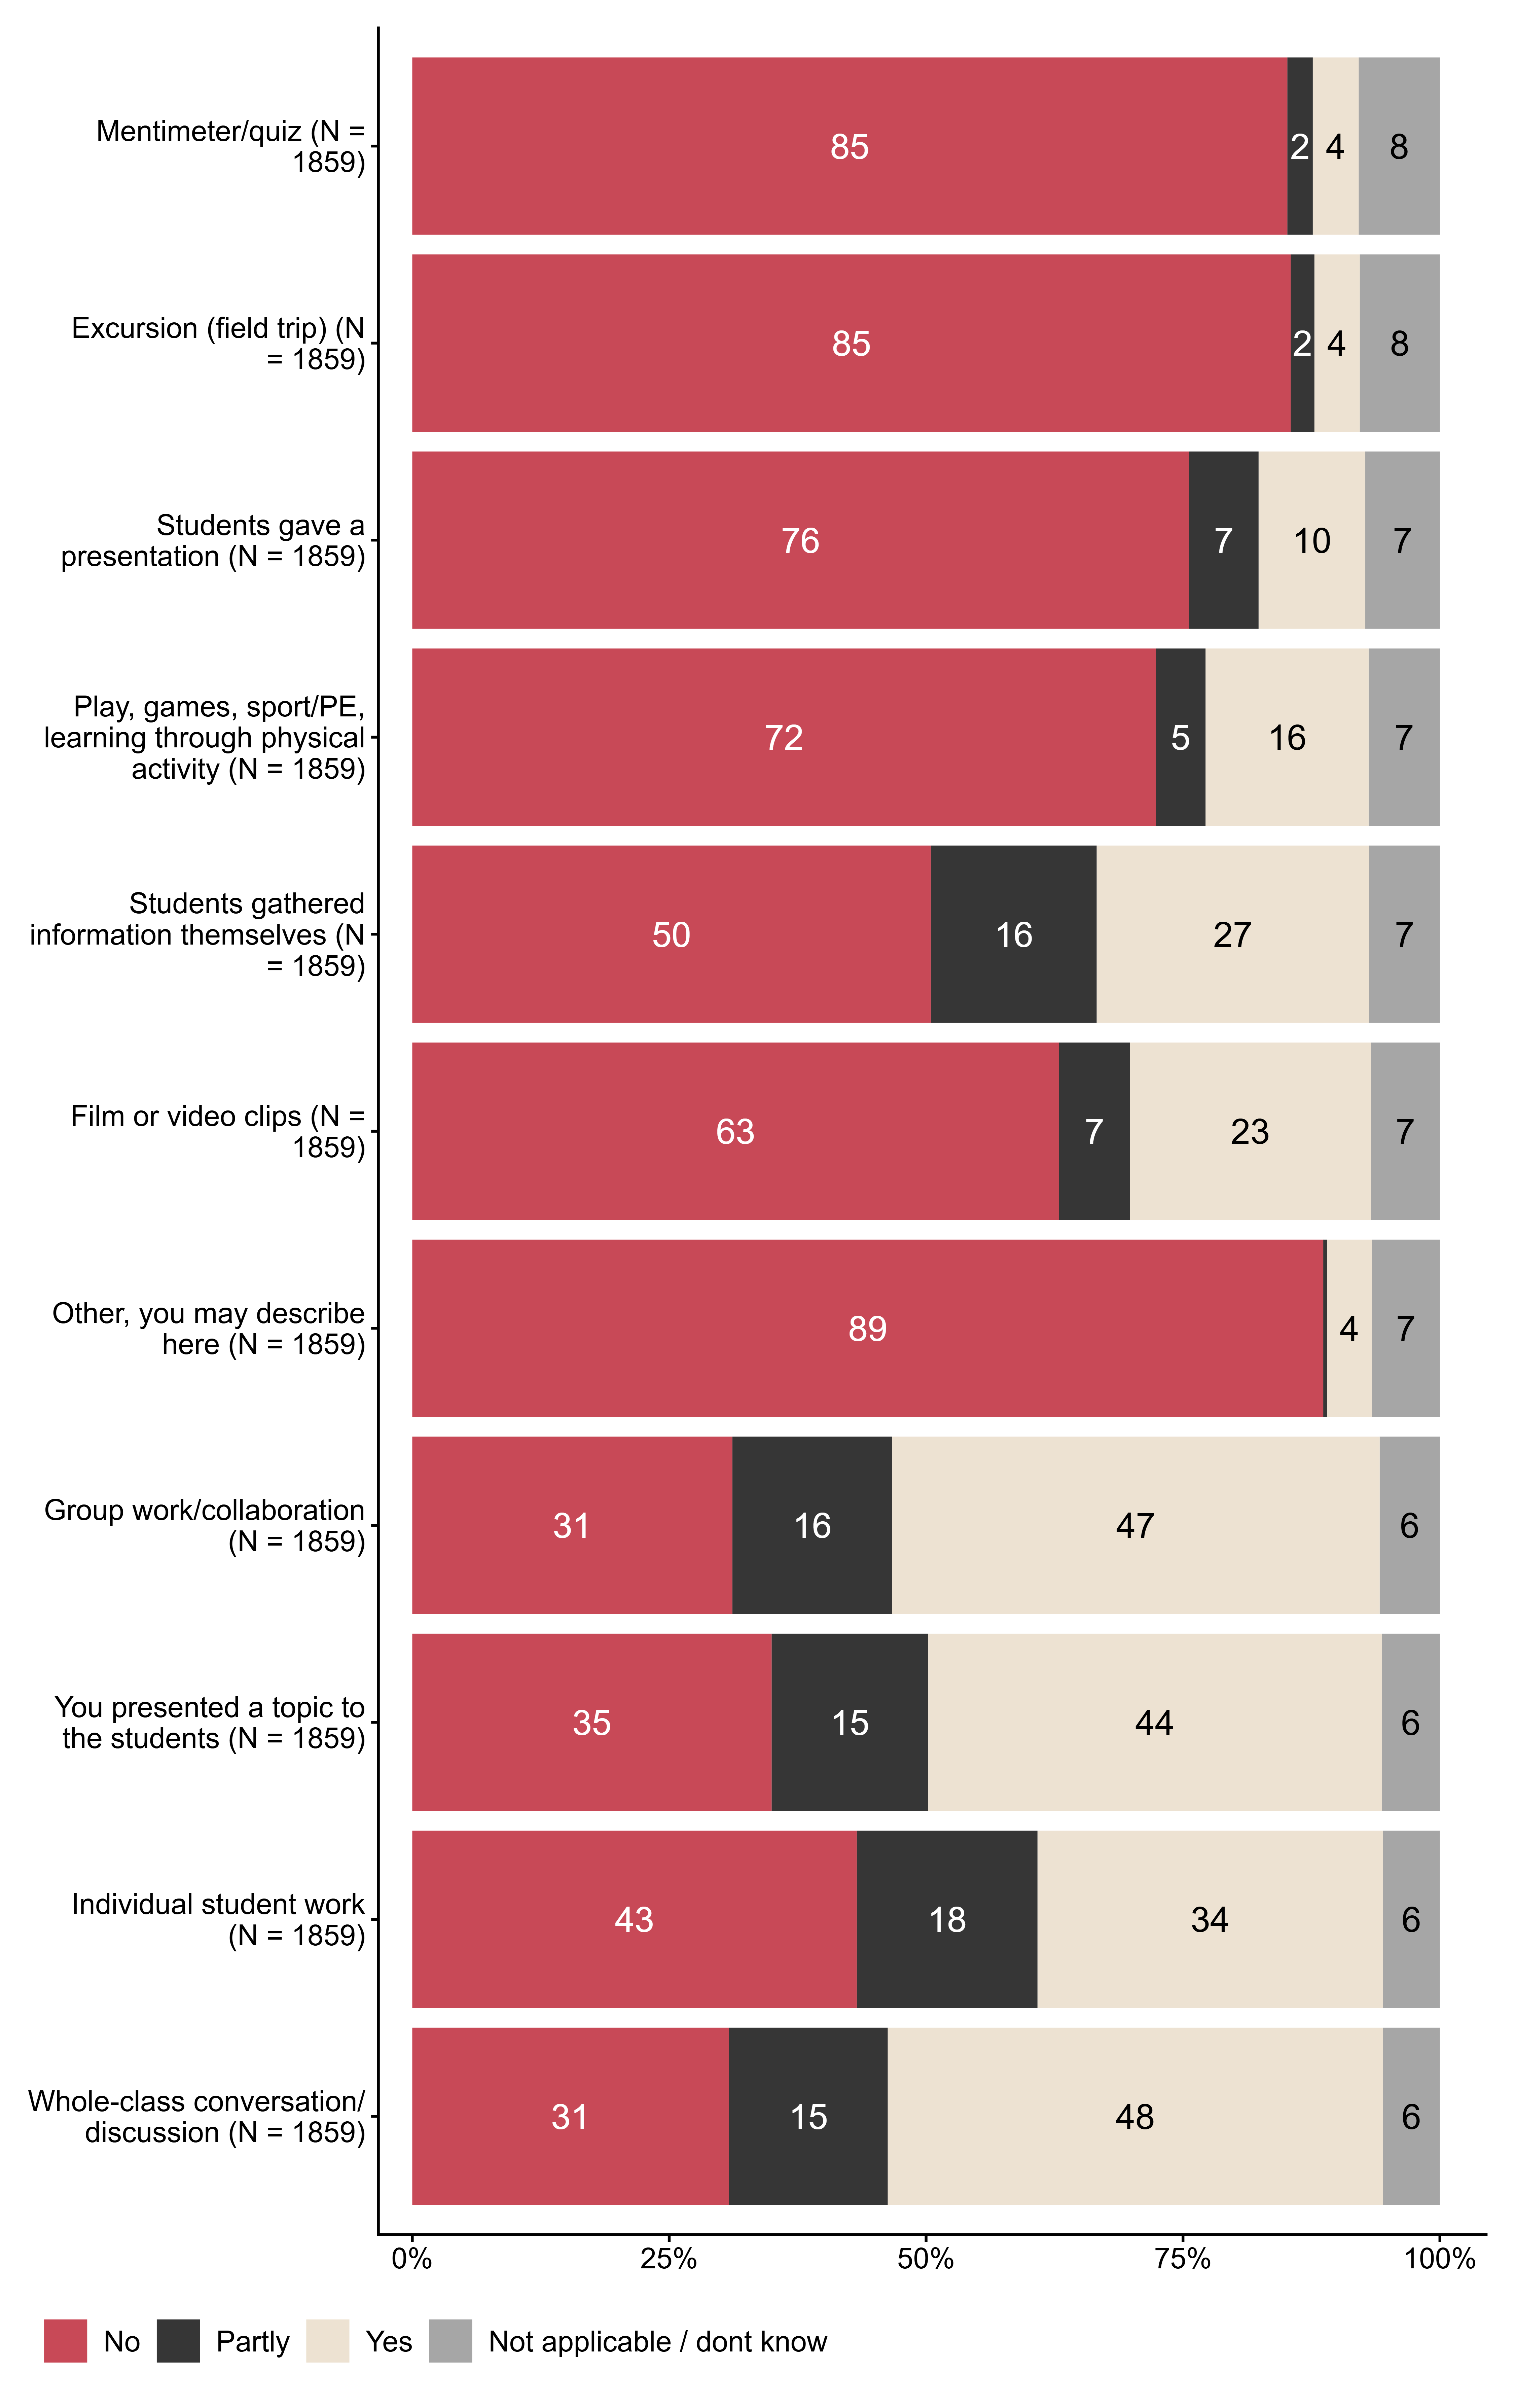 Mentimeter/quiz (N =
1859)
85
2
4
8
Excursion (field trip) (N
= 1859)
85
2
4
8
Students gave a
presentation (N = 1859)
76
7
10
7
Play, games, sport/PE,
learning through physical
activity (N = 1859)
72
5
16
7
Students gathered
information themselves (N
= 1859)
50
16
27
7
Film or video clips (N =
1859)
63
7
23
7
Other, you may describe
here (N = 1859)
89
4
7
Group work/collaboration
(N = 1859)
31
16
47
6
You presented a topic to
the students (N = 1859)
35
15
44
6
Individual student work
(N = 1859)
43
18
34
6
Whole-class conversation/
discussion (N = 1859)
31
15
48
6
0% 25% 50% 75% 100%
No Partly Yes Not applicable / dont know